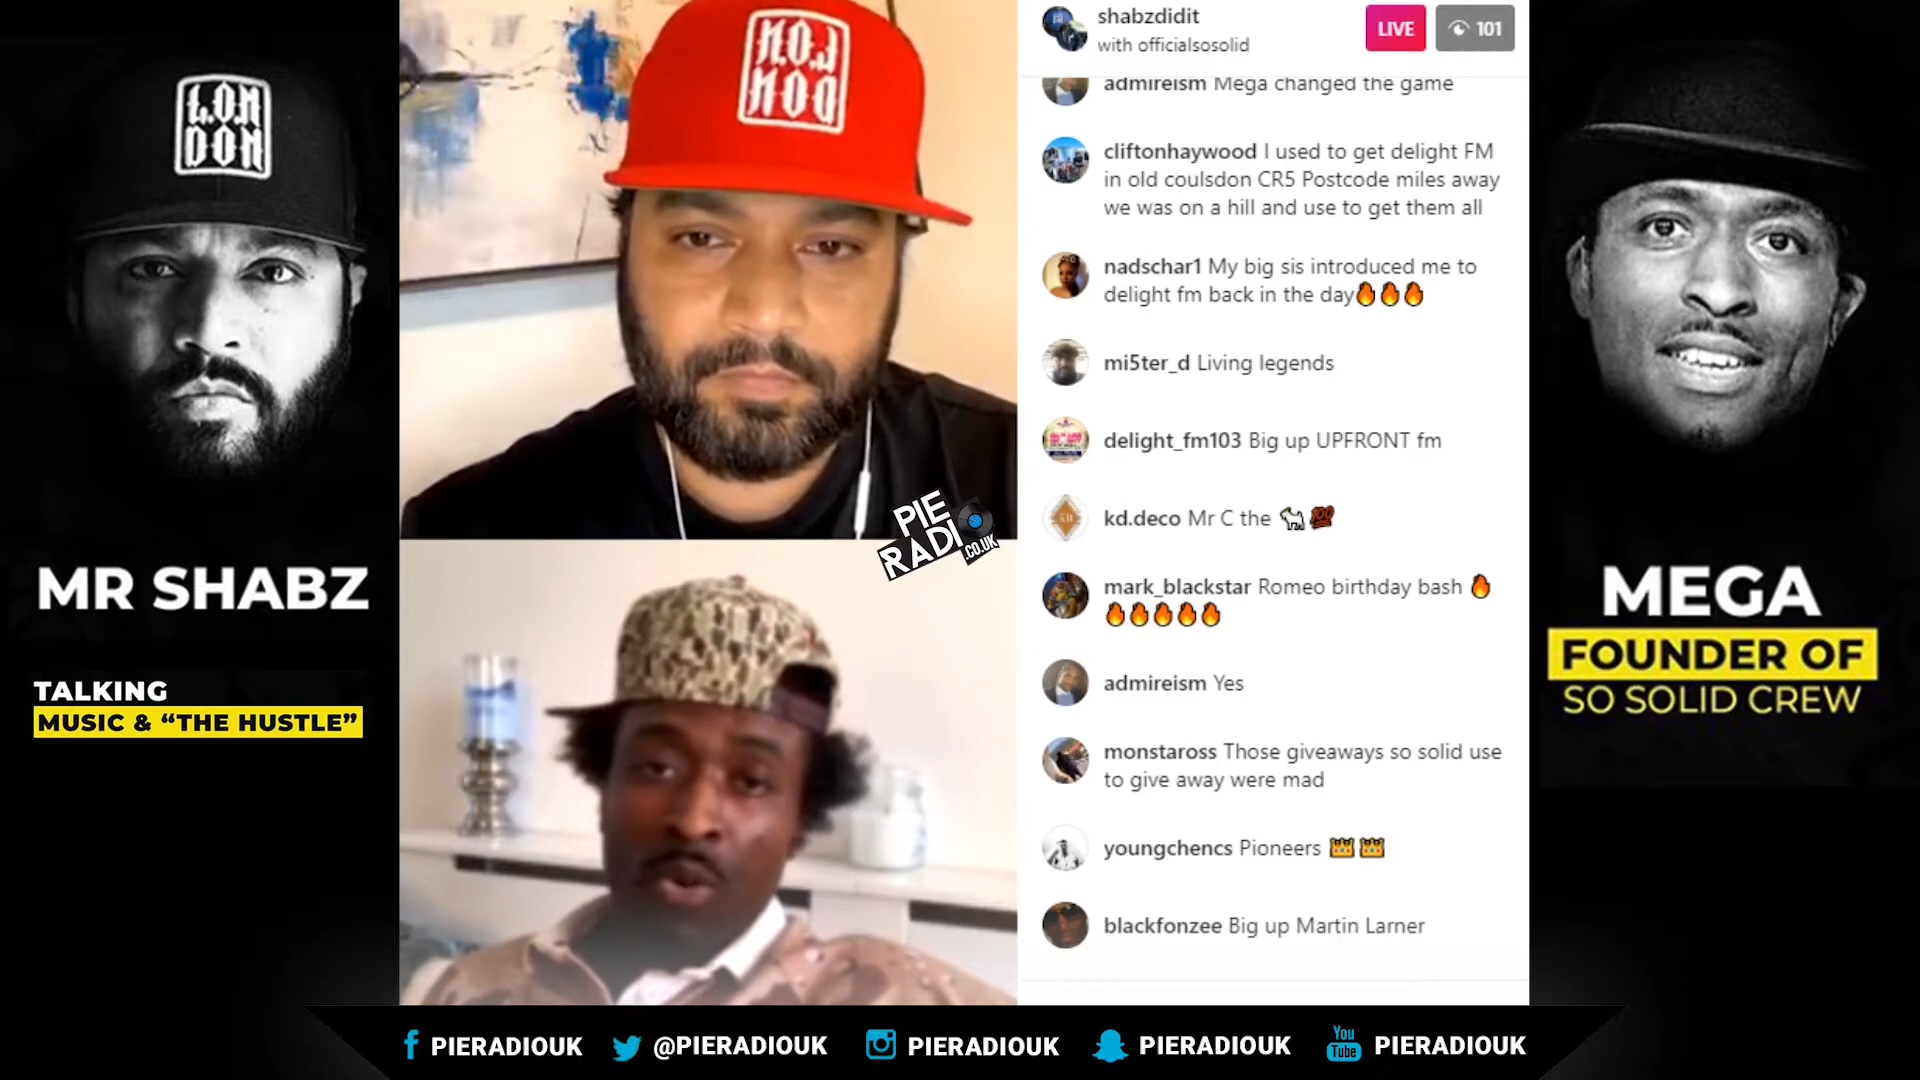 LON
DON
MR SHABZ
TALKING
MUSIC & “THE HUSTLE”
LON
DON
PIE
RADIO
.CO.UK
shabzdidit
with officialsosolid
LIVE
101
admireism Mega changed the game
cliftonhaywood I used to get delight FM
in old coulsdon CR5 Postcode miles away
we was on a hill and use to get them all
nadschar1 My big sis introduced me to
delight fm back in the day🔥🔥🔥
mi5ter_d Living legends
delight_fm103 Big up UPFRONT fm
kd.deco Mr C the 🐐💯
mark_blackstar Romeo birthday bash 🔥
🔥🔥🔥🔥🔥
admireism Yes
monstaross Those giveaways so solid use
to give away were mad
youngchencs Pioneers 👑👑
blackfonzee Big up Martin Larner
MEGA
FOUNDER OF
SO SOLID CREW
PIERADIOUK
@PIERADIOUK
PIERADIOUK
PIERADIOUK
You
Tube
PIERADIOUK